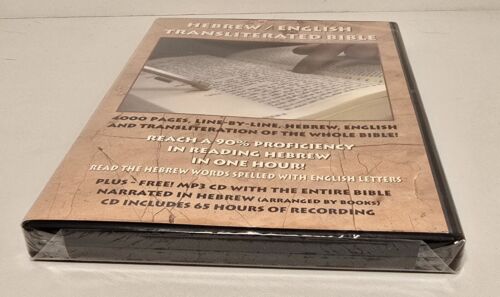 HEBREW / ENGLISH
TRANSLITERATED BIBLE
4000 PAGES, LINE-BY-LINE, HEBREW, ENGLISH
AND TRANSLITERATION OF THE WHOLE BIBLE!
REACH A 90% PROFICIENCY
IN READING HEBREW
IN ONE HOUR!
READ THE HEBREW WORDS SPELLED WITH ENGLISH LETTERS
PLUS - FREE! MP3 CD WITH THE ENTIRE BIBLE
NARRATED IN HEBREW (ARRANGED BY BOOKS)
CD INCLUDES 65 HOURS OF RECORDING